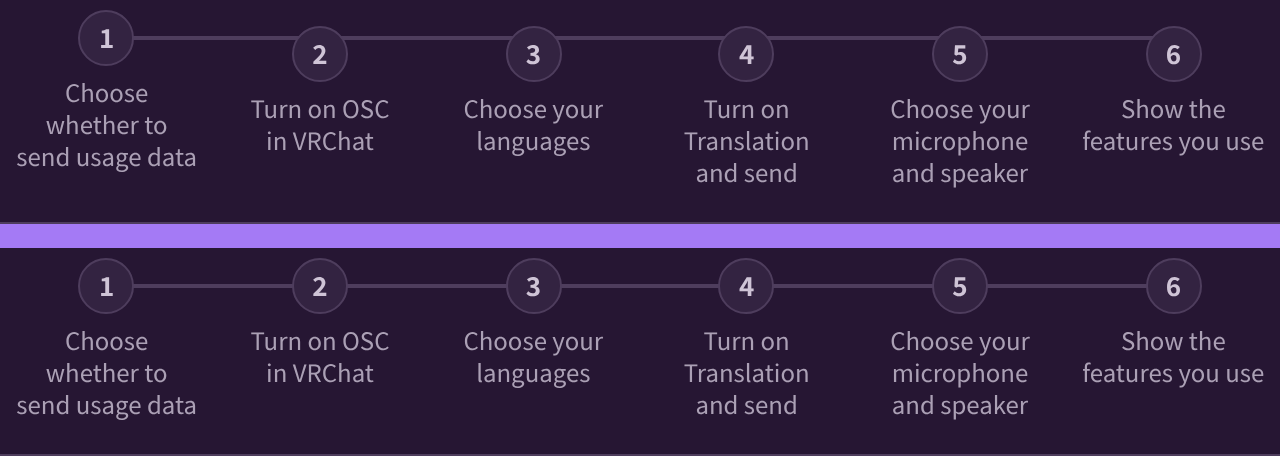 1
Choose
whether to
send usage data
2
Turn on OSC
in VRChat
3
Choose your
languages
4
Turn on
Translation
and send
5
Choose your
microphone
and speaker
6
Show the
features you use
1
Choose
whether to
send usage data
2
Turn on OSC
in VRChat
3
Choose your
languages
4
Turn on
Translation
and send
5
Choose your
microphone
and speaker
6
Show the
features you use